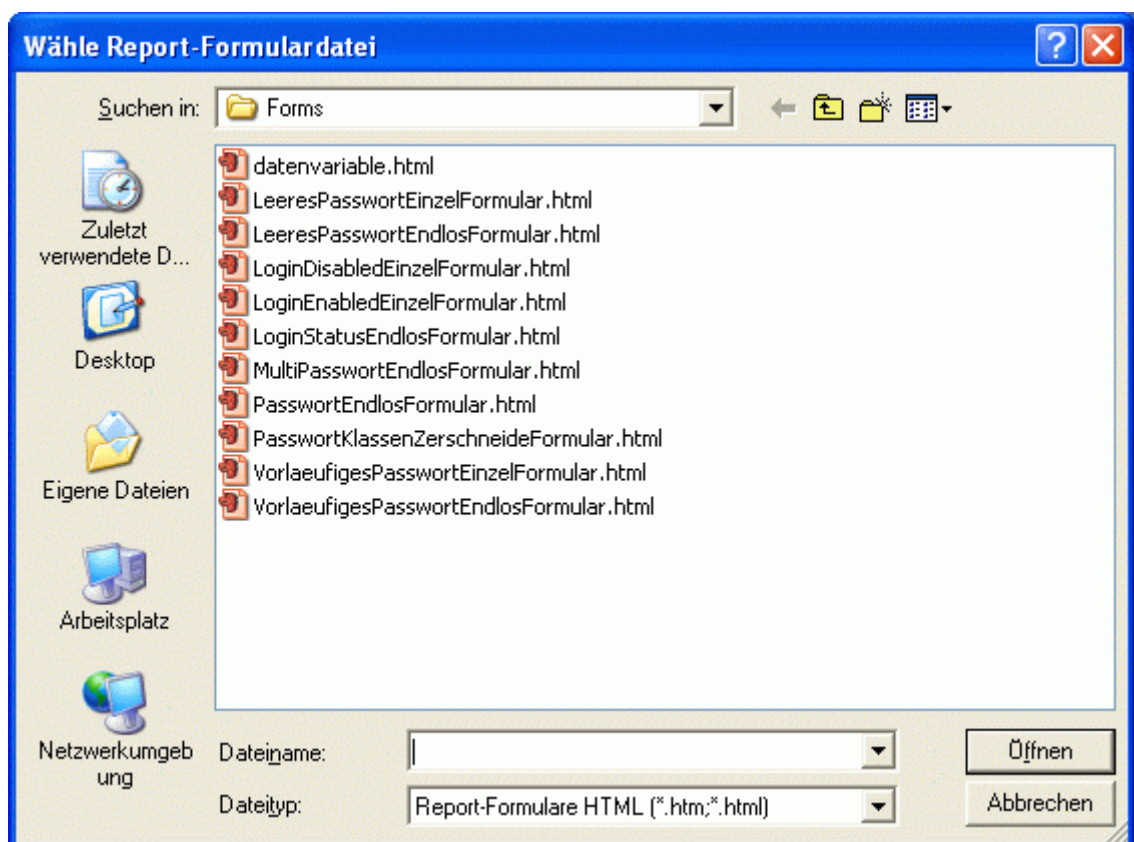 Wähle Report-Formulardatei
Suchen in:
Forms
Zuletzt
verwendete D...
Desktop
Eigene Dateien
Arbeitsplatz
Netzwerkumgeb
ung
datenvariable.html
LeeresPasswortEinzelFormular.html
LeeresPasswortEndlosFormular.html
LoginDisabledEinzelFormular.html
LoginEnabledEinzelFormular.html
LoginStatusEndlosFormular.html
MultiPasswortEndlosFormular.html
PasswortEndlosFormular.html
PasswortKlassenZerschneideFormular.html
VorlaeufigesPasswortEinzelFormular.html
VorlaeufigesPasswortEndlosFormular.html
Dateiname:
Öffnen
Dateityp:
Report-Formulare HTML (*.htm;*.html)
Abbrechen